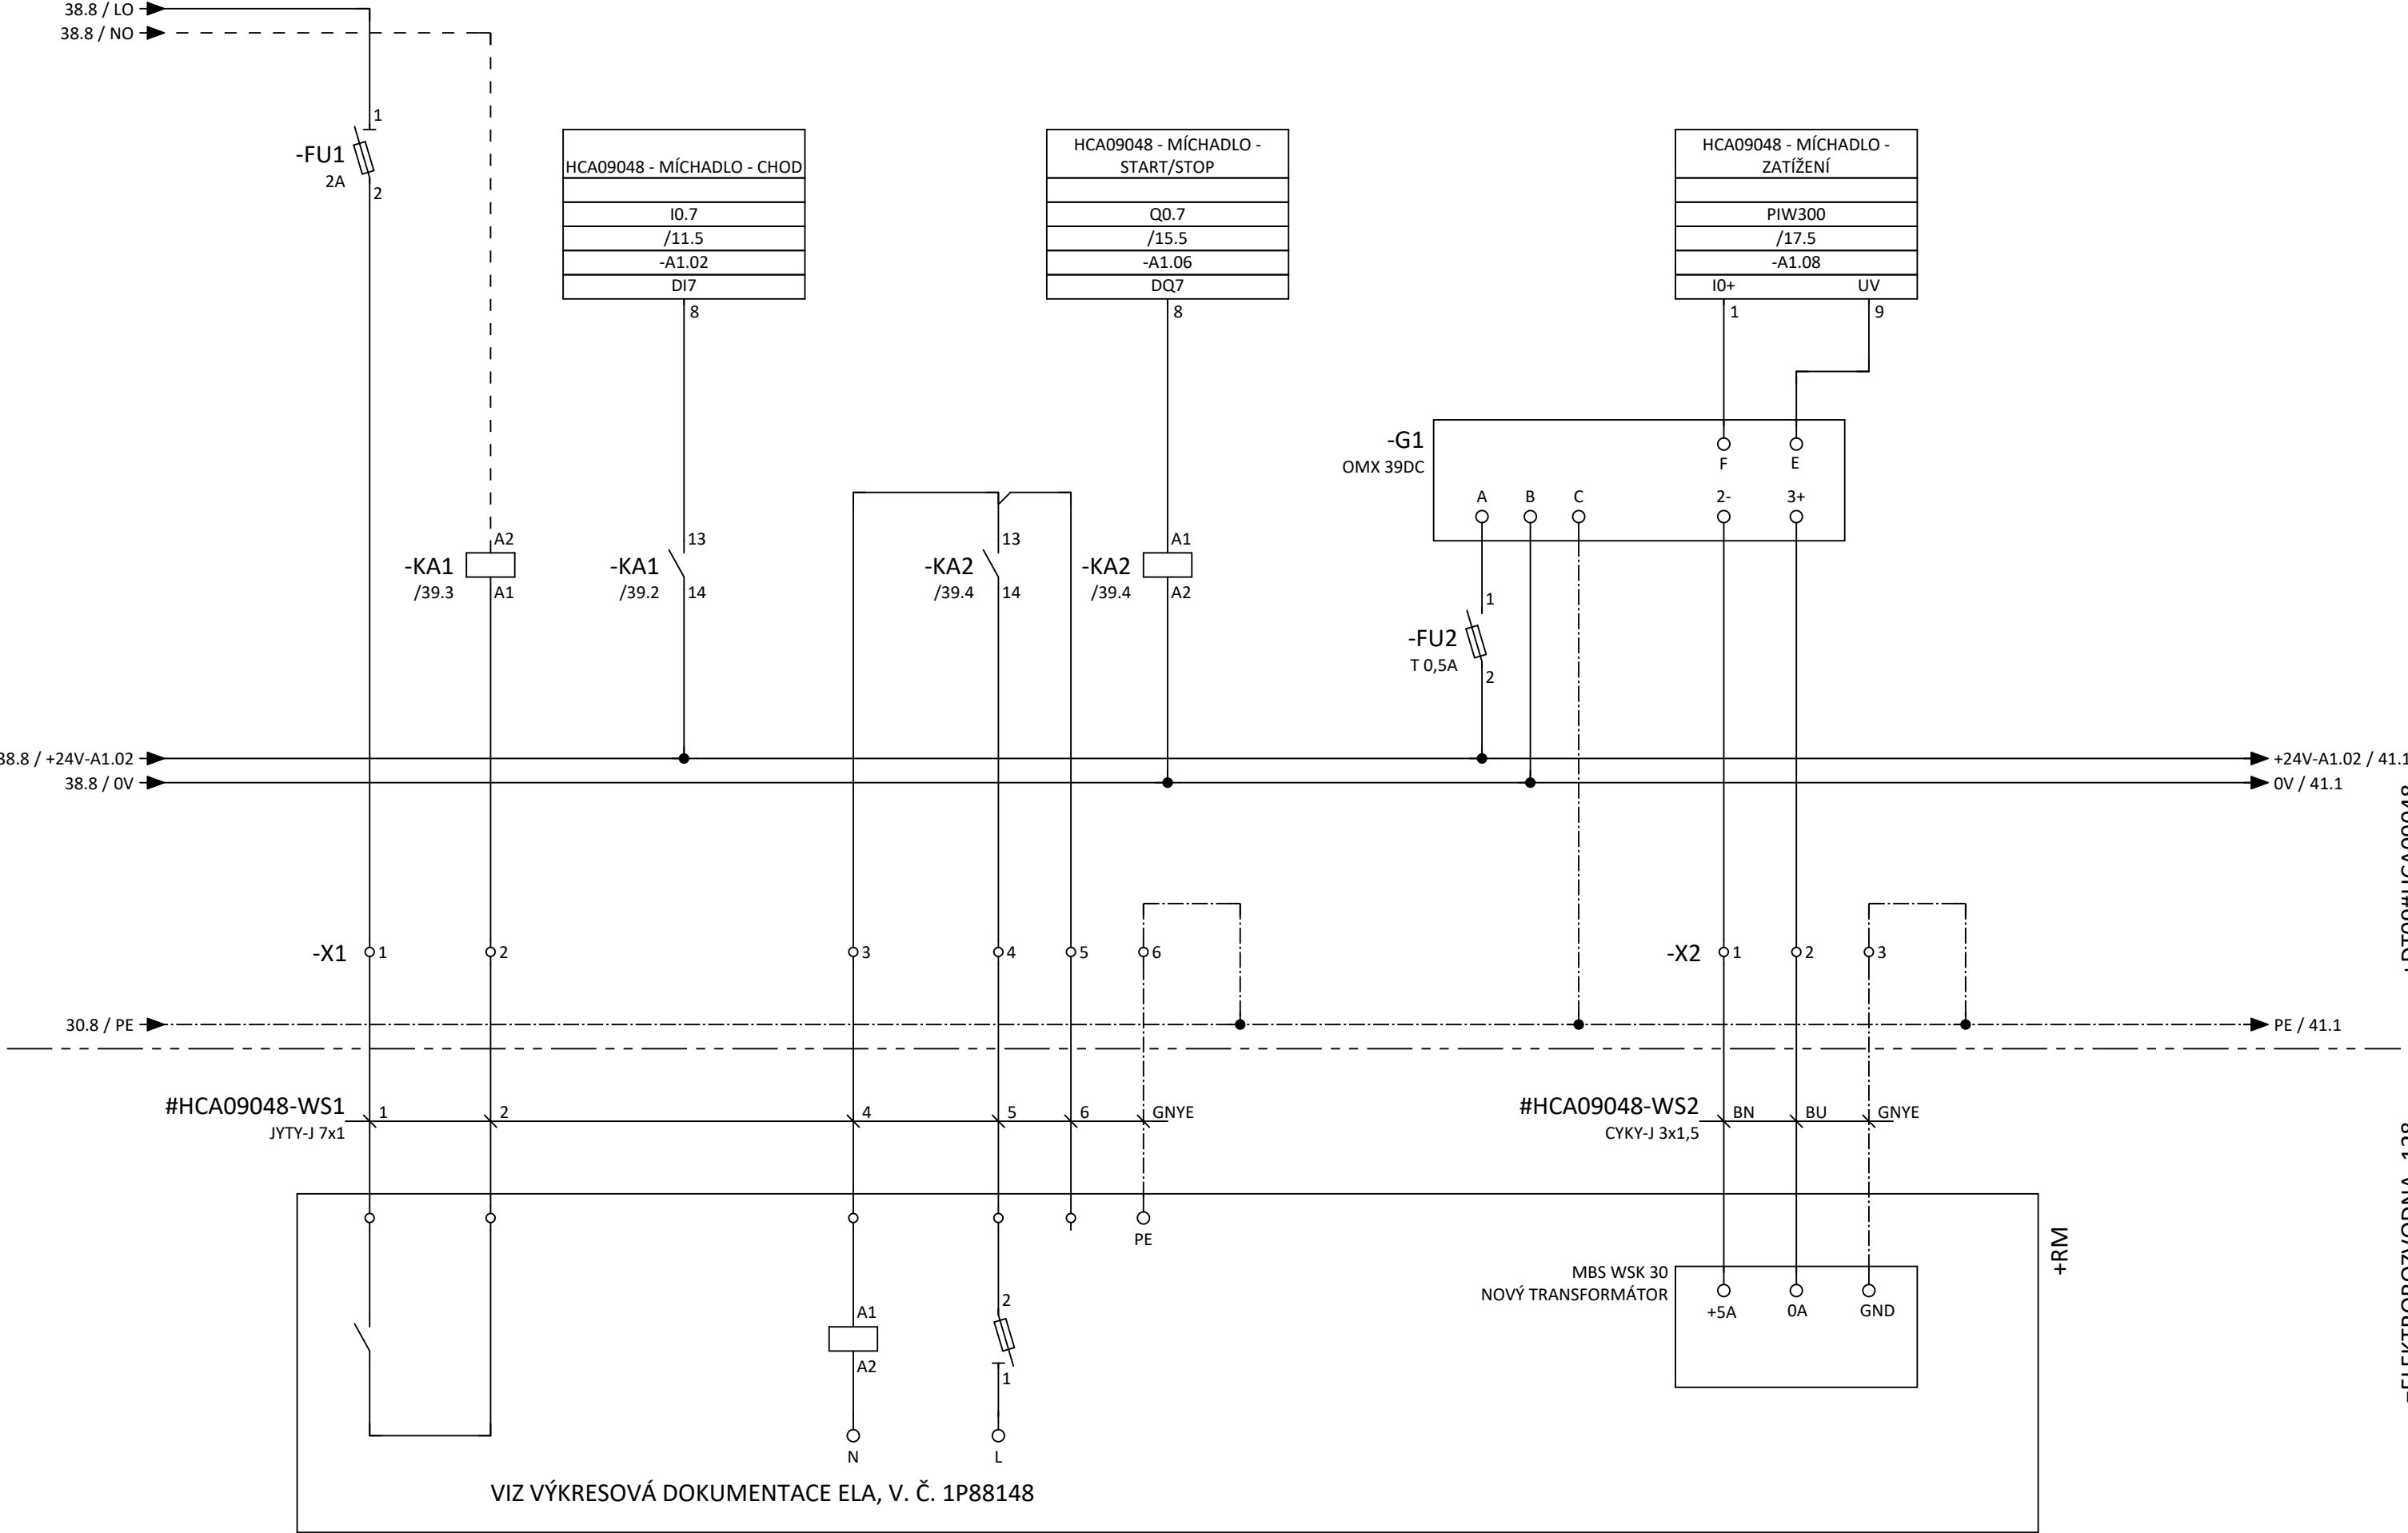 38.8 / LO
38.8 / NO
1
-FU1
2A
2
HCA09048 - MÍCHADLO - CHOD
I0.7
/11.5
-A1.02
DI7
8
HCA09048 - MÍCHADLO -
START/STOP
Q0.7
/15.5
-A1.06
DQ7
8
HCA09048 - MÍCHADLO -
ZATÍŽENÍ
PIW300
/17.5
-A1.08
I0+ UV
1 9
-G1
OMX 39DC
F E
A B C 2- 3+
A2
-KA1
/39.3
A1
13
-KA1
/39.2
14
13
-KA2
/39.4
14
A1
-KA2
/39.4
A2
1
-FU2
T 0,5A
2
38.8 / +24V-A1.02
38.8 / 0V
+24V-A1.02 / 41.1
0V / 41.1
-X1 1 2 3 4 5 6
-X2 1 2 3
30.8 / PE
PE / 41.1
#HCA09048-WS1
JYTY-J 7x1
1 2 4 5 6 GNYE
#HCA09048-WS2
CYKY-J 3x1,5
BN BU GNYE
PE
+RM
MBS WSK 30
NOVÝ TRANSFORMÁTOR
+5A 0A GND
A1
A2
2
1
N L
VIZ VÝKRESOVÁ DOKUMENTACE ELA, V. Č. 1P88148